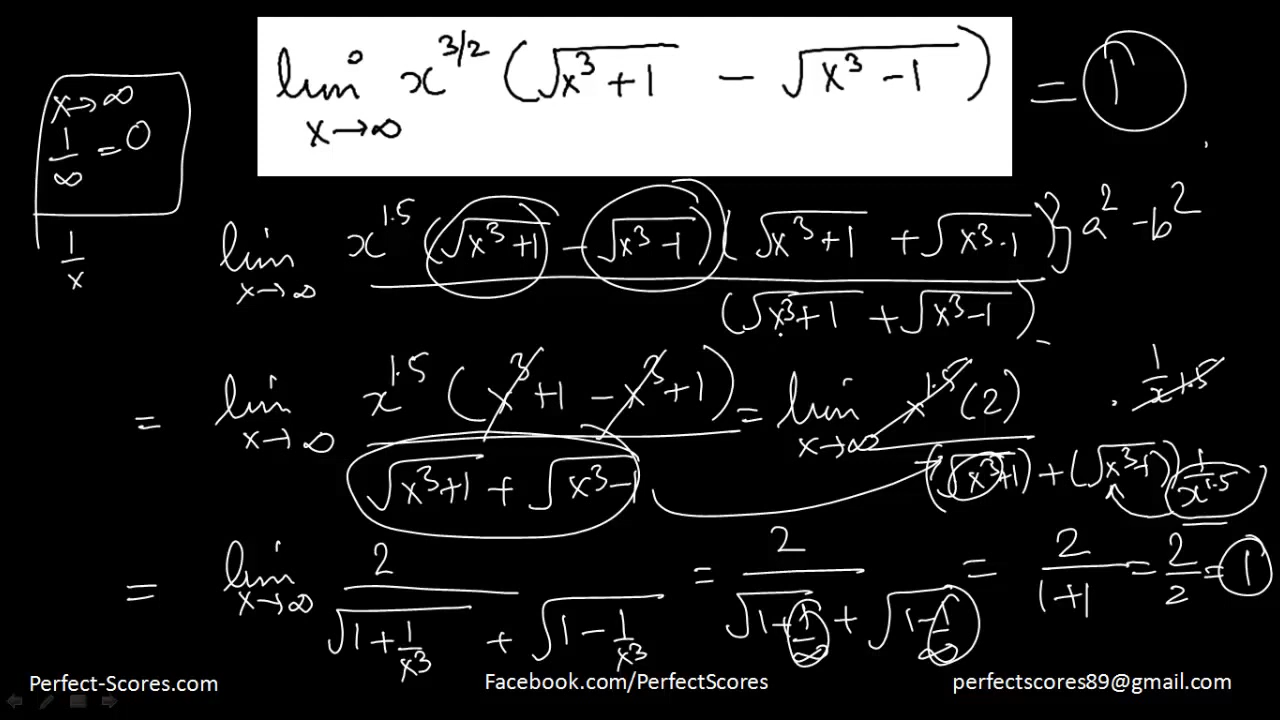 lim x→∞ x^{3/2} (√(x³+1) − √(x³−1)) = 1
x→∞
1/∞ = 0
1/x
lim x→∞ x^{1.5} (√(x³+1) − √(x³−1)) (√(x³+1) + √(x³−1)) / (√(x³+1) + √(x³−1)) } a² − b²
= lim x→∞ x^{1.5} (x³+1 − x³+1) / (√(x³+1) + √(x³−1)) = lim x→∞ x^{1.5} (2) / ((√(x³+1)) + (√(x³−1)) 1/x^{1.5}) · 1/x^{1.5}
= lim x→∞ 2 / (√(1 + 1/x³) + √(1 − 1/x³)) = 2 / (√(1 + 1/∞) + √(1 − 1/∞)) = 2/(1+1) = 2/2 = 1
Perfect-Scores.com Facebook.com/PerfectScores perfectscores89@gmail.com